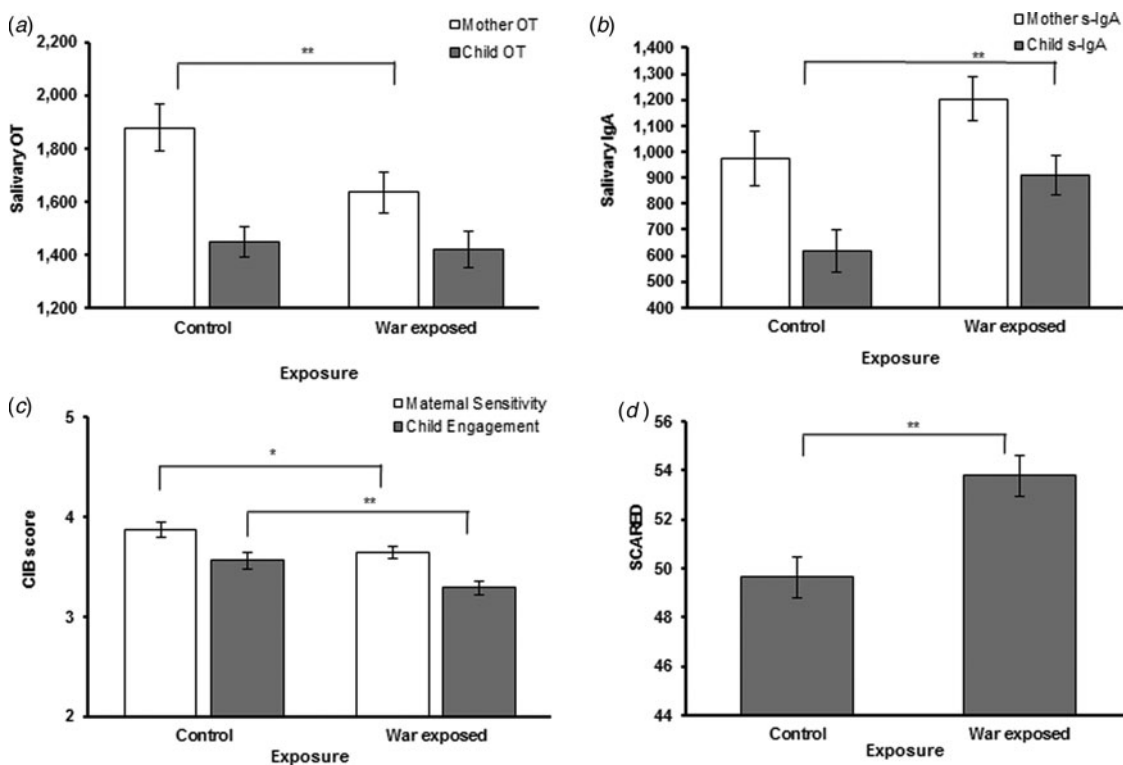 (a)
Mother OT
Child OT
2,200
2,000
1,800
1,600
1,400
1,200
Salivary OT
**
Control
War exposed
Exposure
(b)
Mother s-IgA
Child s-IgA
1,400
1,300
1,200
1,100
1,000
900
800
700
600
500
400
Salivary IgA
**
Control
War exposed
Exposure
(c)
Maternal Sensitivity
Child Engagement
5
4
3
2
CIB score
*
**
Control
War exposed
Exposure
(d)
56
54
52
50
48
46
44
SCARED
**
Control
War exposed
Exposure